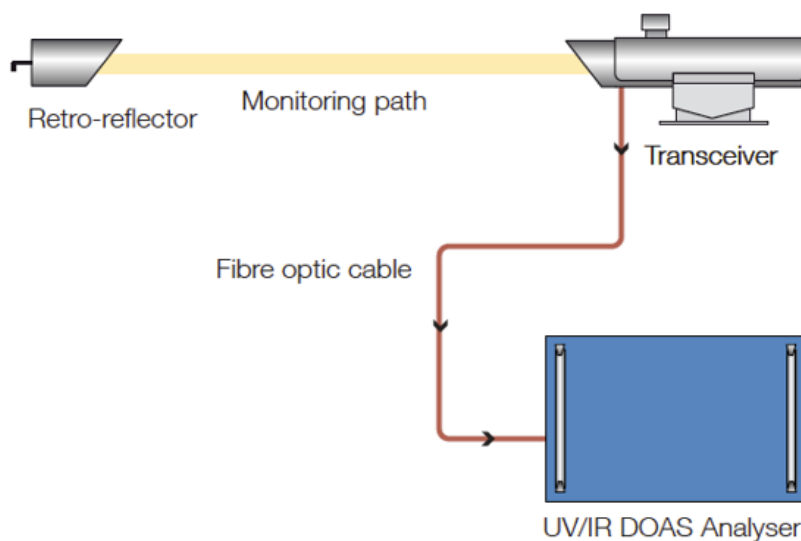 Monitoring path
Retro-reflector
Transceiver
Fibre optic cable
UV/IR DOAS Analyser